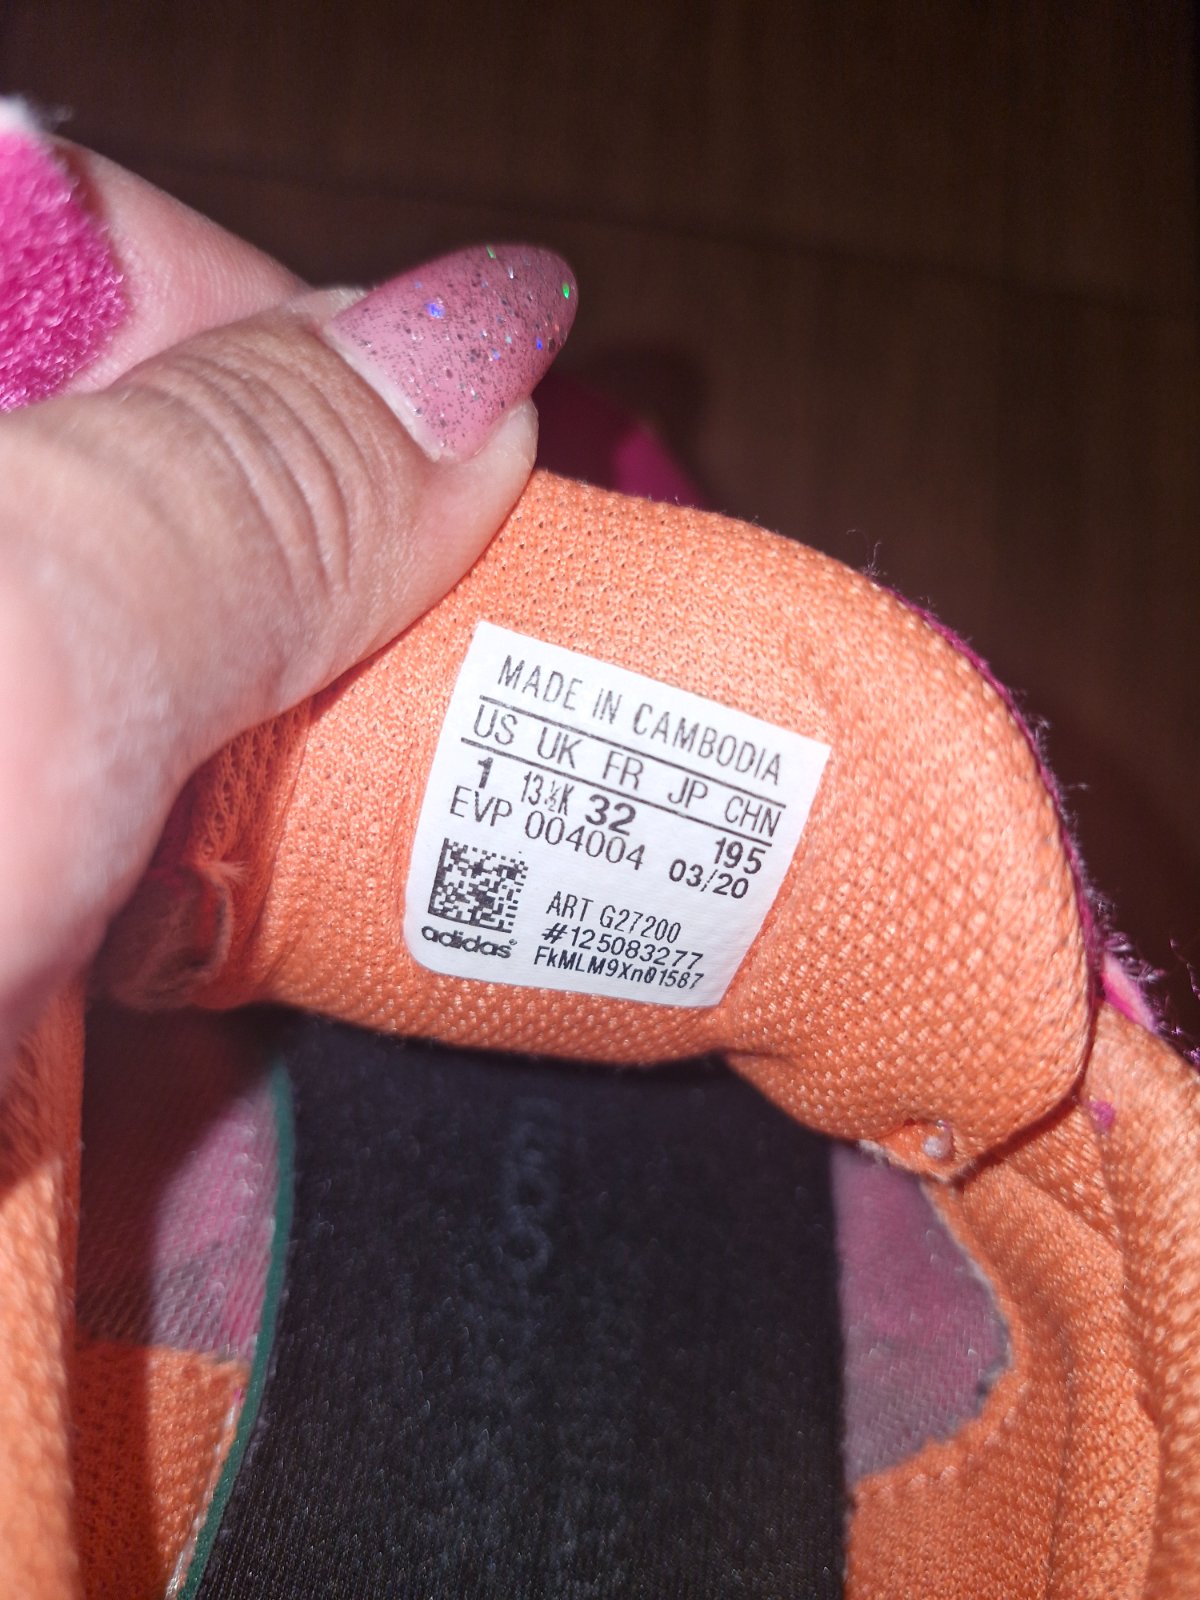 MADE IN CAMBODIA
US UK FR JP CHN
1 13½K 32 195
EVP 004004 03/20
ART G27200
#125083277
FkMLM9Xn01587
adidas